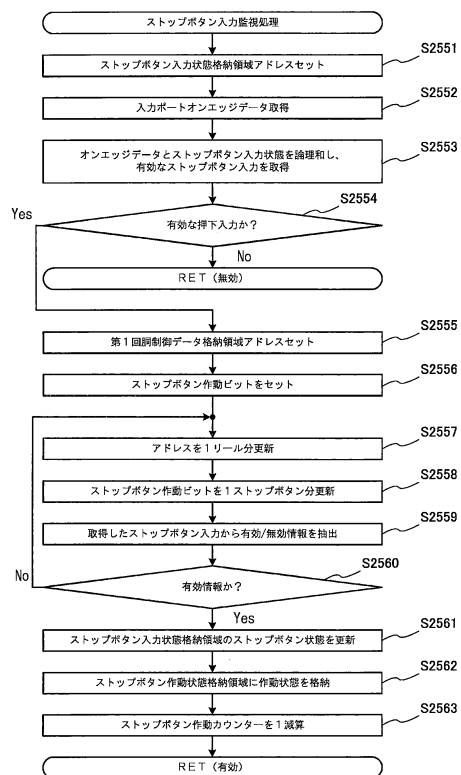 ストップボタン入力監視処理
S2551
ストップボタン入力状態格納領域アドレスセット
S2552
入力ポートオンエッジデータ取得
S2553
オンエッジデータとストップボタン入力状態を論理和し、
有効なストップボタン入力を取得
S2554
Yes
有効な押下入力か?
No
RET(無効)
S2555
第1回胴制御データ格納領域アドレスセット
S2556
ストップボタン作動ビットをセット
S2557
アドレスを1リール分更新
S2558
ストップボタン作動ビットを1ストップボタン分更新
S2559
取得したストップボタン入力から有効/無効情報を抽出
S2560
No
有効情報か?
Yes
S2561
ストップボタン入力状態格納領域のストップボタン状態を更新
S2562
ストップボタン作動状態格納領域に作動状態を格納
S2563
ストップボタン作動カウンターを1減算
RET(有効)